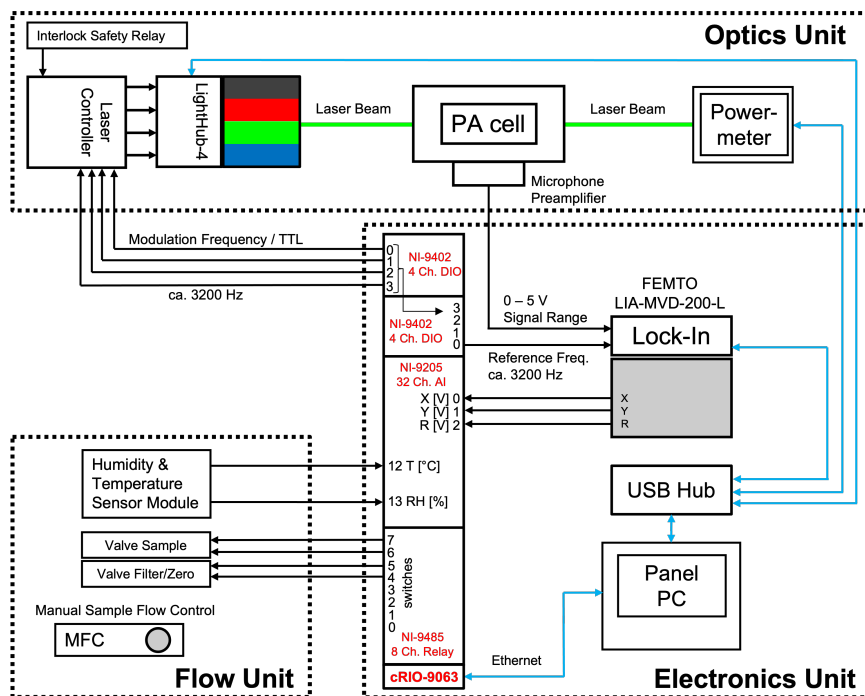 Optics Unit
Interlock Safety Relay
Laser
Controller
LightHub-4
Laser Beam
PA cell
Laser Beam
Power-
meter
Microphone
Preamplifier
Modulation Frequency / TTL
ca. 3200 Hz
0
1
2
3
NI-9402
4 Ch. DIO
3
2
1
0
NI-9402
4 Ch. DIO
0 – 5 V
Signal Range
FEMTO
LIA-MVD-200-L
Lock-In
Reference Freq.
ca. 3200 Hz
NI-9205
32 Ch. AI
X [V] 0
Y [V] 1
R [V] 2
X
Y
R
Humidity &
Temperature
Sensor Module
12 T [°C]
13 RH [%]
USB Hub
Valve Sample
Valve Filter/Zero
7
6
5
4
3
2
1
0
switches
NI-9485
8 Ch. Relay
Panel
PC
Manual Sample Flow Control
MFC
Flow Unit
cRIO-9063
Ethernet
Electronics Unit